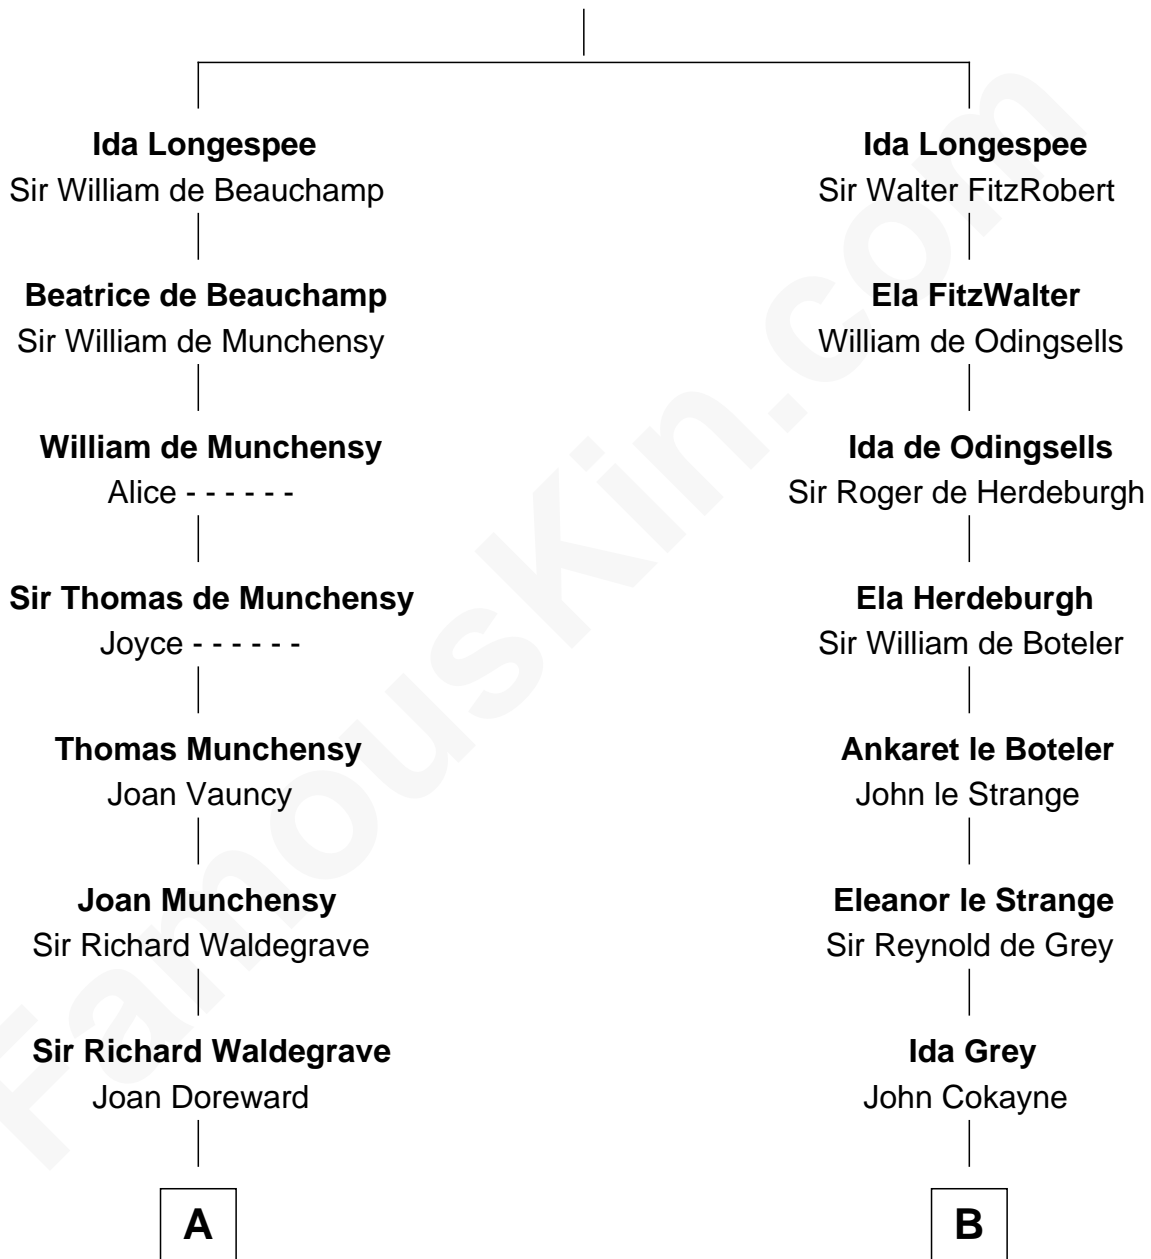 Ida Longespee
Sir William de Beauchamp
Beatrice de Beauchamp
Sir William de Munchensy
William de Munchensy
Alice - - - - - -
Sir Thomas de Munchensy
Joyce - - - - - -
Thomas Munchensy
Joan Vauncy
Joan Munchensy
Sir Richard Waldegrave
Sir Richard Waldegrave
Joan Doreward
A
Ida Longespee
Sir Walter FitzRobert
Ela FitzWalter
William de Odingsells
Ida de Odingsells
Sir Roger de Herdeburgh
Ela Herdeburgh
Sir William de Boteler
Ankaret le Boteler
John le Strange
Eleanor le Strange
Sir Reynold de Grey
Ida Grey
John Cokayne
B
FamousKin.com